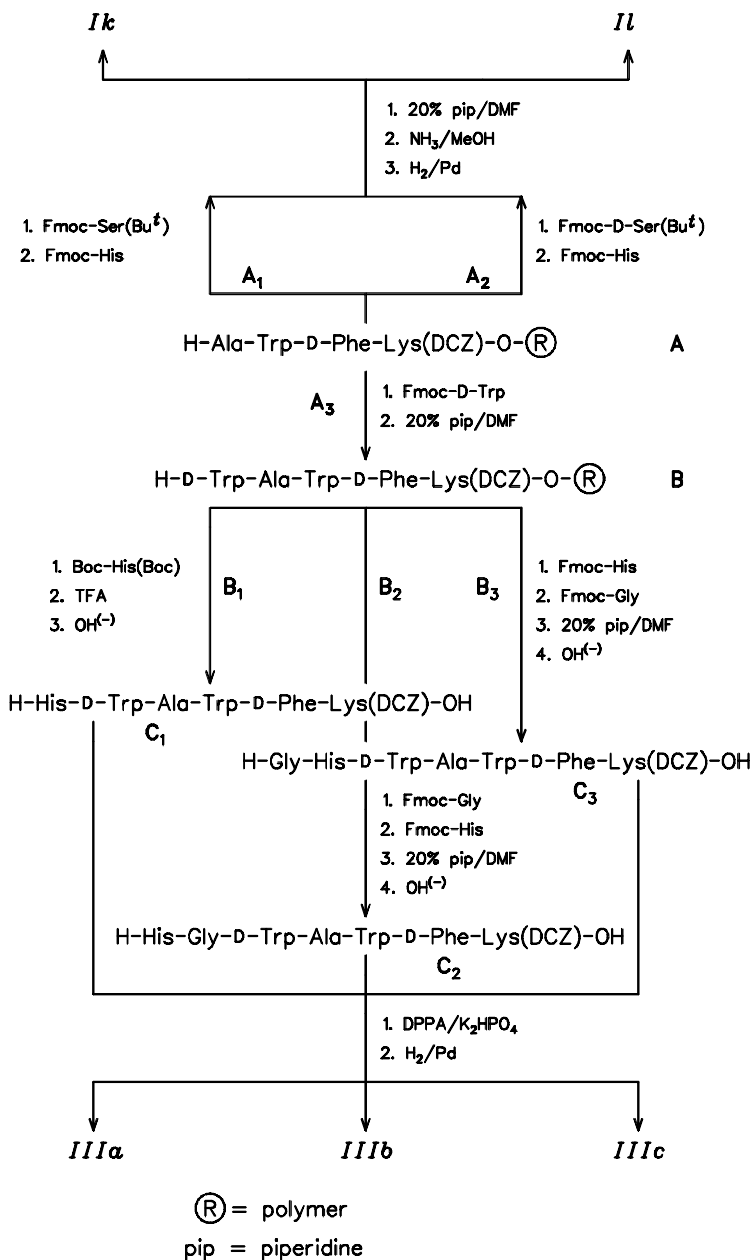 Ik Il
1. 20% pip/DMF
2. NH₃/MeOH
3. H₂/Pd
1. Fmoc-Ser(Buᵗ)
2. Fmoc-His
1. Fmoc-D-Ser(Buᵗ)
2. Fmoc-His
A₁ A₂
H-Ala-Trp-D-Phe-Lys(DCZ)-O-Ⓡ A
A₃
1. Fmoc-D-Trp
2. 20% pip/DMF
H-D-Trp-Ala-Trp-D-Phe-Lys(DCZ)-O-Ⓡ B
1. Boc-His(Boc)
2. TFA
3. OH⁽⁻⁾
B₁ B₂ B₃
1. Fmoc-His
2. Fmoc-Gly
3. 20% pip/DMF
4. OH⁽⁻⁾
H-His-D-Trp-Ala-Trp-D-Phe-Lys(DCZ)-OH
C₁
H-Gly-His-D-Trp-Ala-Trp-D-Phe-Lys(DCZ)-OH
C₃
1. Fmoc-Gly
2. Fmoc-His
3. 20% pip/DMF
4. OH⁽⁻⁾
H-His-Gly-D-Trp-Ala-Trp-D-Phe-Lys(DCZ)-OH
C₂
1. DPPA/K₂HPO₄
2. H₂/Pd
IIIa IIIb IIIc
Ⓡ = polymer
pip = piperidine